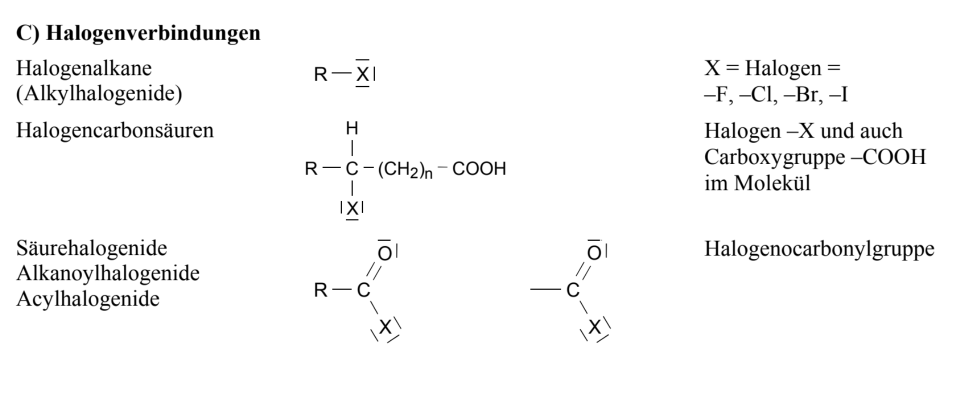 C) Halogenverbindungen
Halogenalkane
(Alkylhalogenide)
R—X
X = Halogen =
–F, –Cl, –Br, –I
Halogencarbonsäuren
H
R—C–(CH2)n–COOH
X
Halogen –X und auch
Carboxygruppe –COOH
im Molekül
Säurehalogenide
Alkanoylhalogenide
Acylhalogenide
O
R—C
X
O
—C
X
Halogenocarbonylgruppe